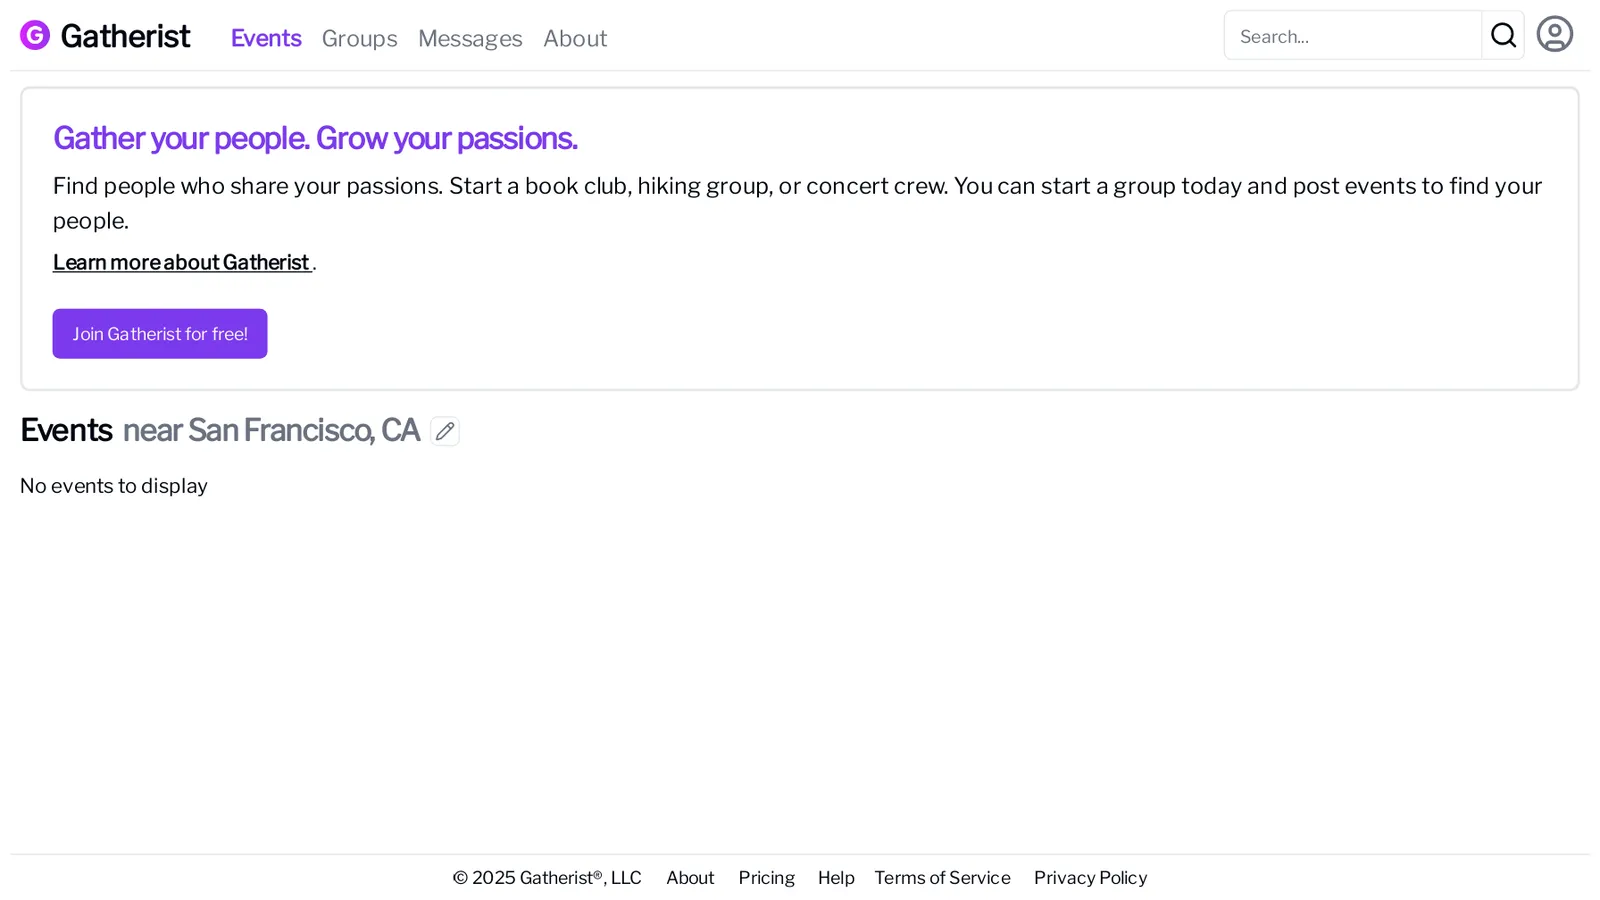 G Gatherist Events Groups Messages About Search...
Gather your people. Grow your passions.
Find people who share your passions. Start a book club, hiking group, or concert crew. You can start a group today and post events to find your
people.
Learn more about Gatherist .
Join Gatherist for free!
Events near San Francisco, CA
No events to display
© 2025 Gatherist®, LLC About Pricing Help Terms of Service Privacy Policy